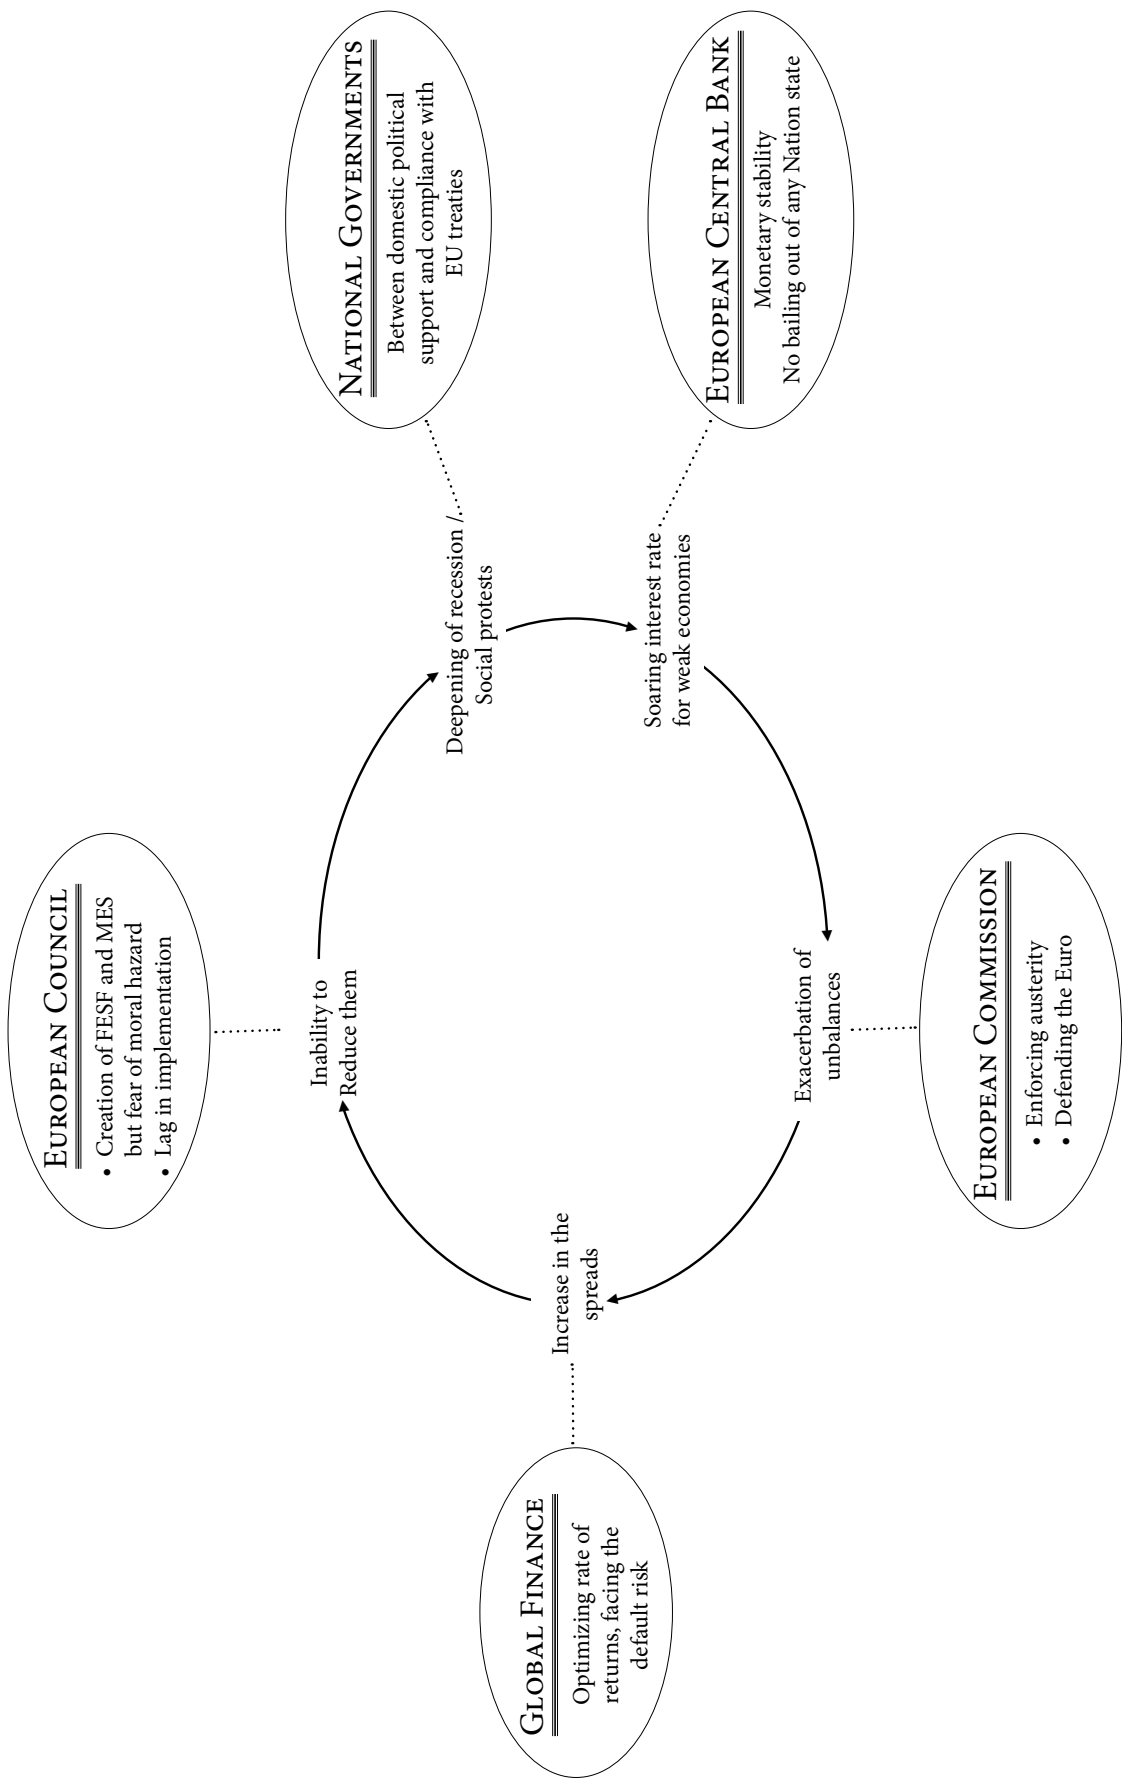 EUROPEAN COUNCIL
• Creation of FESF and MES
but fear of moral hazard
• Lag in implementation
NATIONAL GOVERNMENTS
Between domestic political
support and compliance with
EU treaties
Inability to
Reduce them
Deepening of recession /
Social protests
GLOBAL FINANCE
Optimizing rate of
returns, facing the
default risk
Increase in the
spreads
Soaring interest rate
for weak economies
EUROPEAN CENTRAL BANK
Monetary stability
No bailing out of any Nation state
Exacerbation of
unbalances
EUROPEAN COMMISSION
• Enforcing austerity
• Defending the Euro